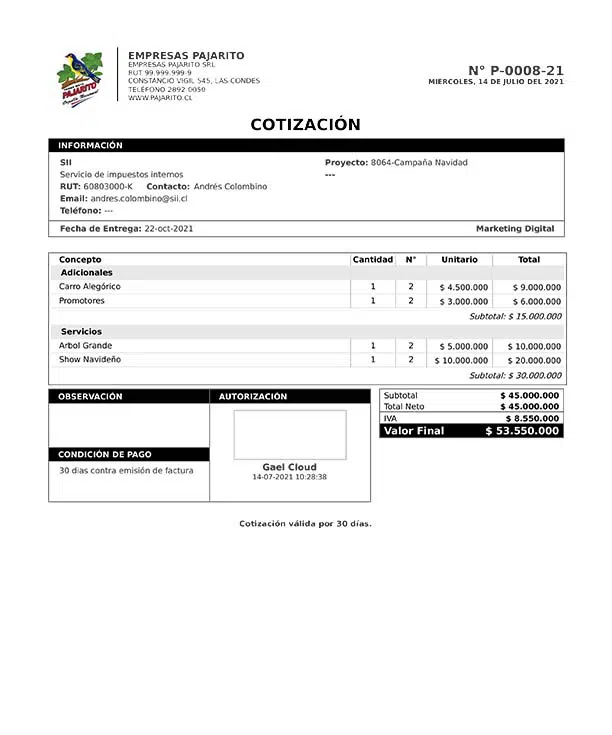 EMPRESAS PAJARITO
EMPRESAS PAJARITO SRL
RUT 99.999.999-9
CONSTANCIO VIGIL 545, LAS CONDES
TELÉFONO 2892-0050
WWW.PAJARITO.CL
PAJARITO
N° P-0008-21
MIERCOLES, 14 DE JULIO DEL 2021
COTIZACIÓN
INFORMACIÓN
SII Proyecto: 8064-Campaña Navidad
Servicio de impuestos internos ---
RUT: 60803000-K Contacto: Andrés Colombino
Email: andres.colombino@sii.cl
Teléfono: ---
Fecha de Entrega: 22-oct-2021 Marketing Digital
Concepto Cantidad N° Unitario Total
Adicionales
Carro Alegórico 1 2 $ 4.500.000 $ 9.000.000
Promotores 1 2 $ 3.000.000 $ 6.000.000
Subtotal: $ 15.000.000
Servicios
Arbol Grande 1 2 $ 5.000.000 $ 10.000.000
Show Navideño 1 2 $ 10.000.000 $ 20.000.000
Subtotal: $ 30.000.000
OBSERVACIÓN AUTORIZACIÓN
Subtotal $ 45.000.000
Total Neto $ 45.000.000
IVA $ 8.550.000
Valor Final $ 53.550.000
CONDICIÓN DE PAGO
30 dias contra emisión de factura
Gael Cloud
14-07-2021 10:28:38
Cotización válida por 30 días.